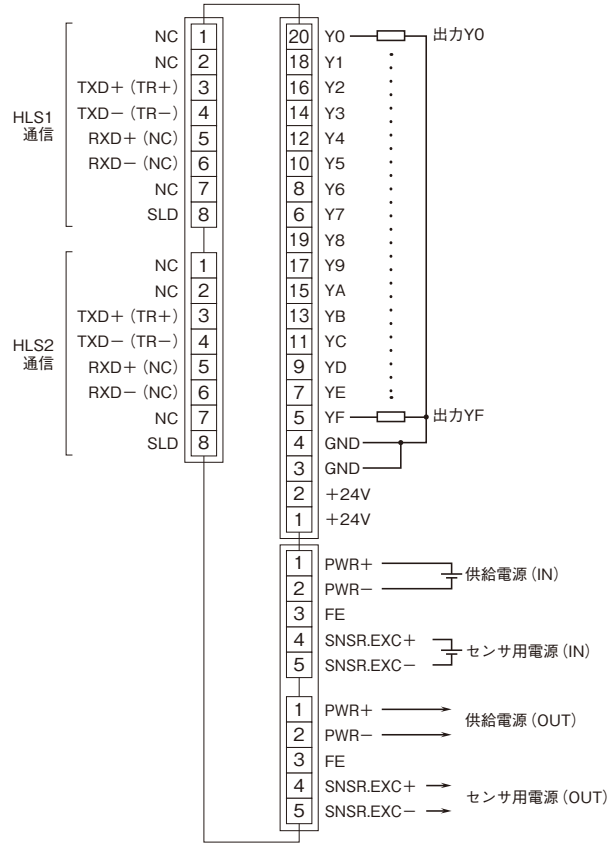 HLS1
通信
NC 1
NC 2
TXD＋（TR＋） 3
TXD－（TR－） 4
RXD＋（NC） 5
RXD－（NC） 6
NC 7
SLD 8
HLS2
通信
NC 1
NC 2
TXD＋（TR＋） 3
TXD－（TR－） 4
RXD＋（NC） 5
RXD－（NC） 6
NC 7
SLD 8
20 Y0 出力Y0
18 Y1
16 Y2
14 Y3
12 Y4
10 Y5
8 Y6
6 Y7
19 Y8
17 Y9
15 YA
13 YB
11 YC
9 YD
7 YE
5 YF 出力YF
4 GND
3 GND
2 ＋24V
1 ＋24V
1 PWR＋
2 PWR－
供給電源（IN）
3 FE
4 SNSR.EXC＋
5 SNSR.EXC－
センサ用電源（IN）
1 PWR＋
2 PWR－
供給電源（OUT）
3 FE
4 SNSR.EXC＋
5 SNSR.EXC－
センサ用電源（OUT）